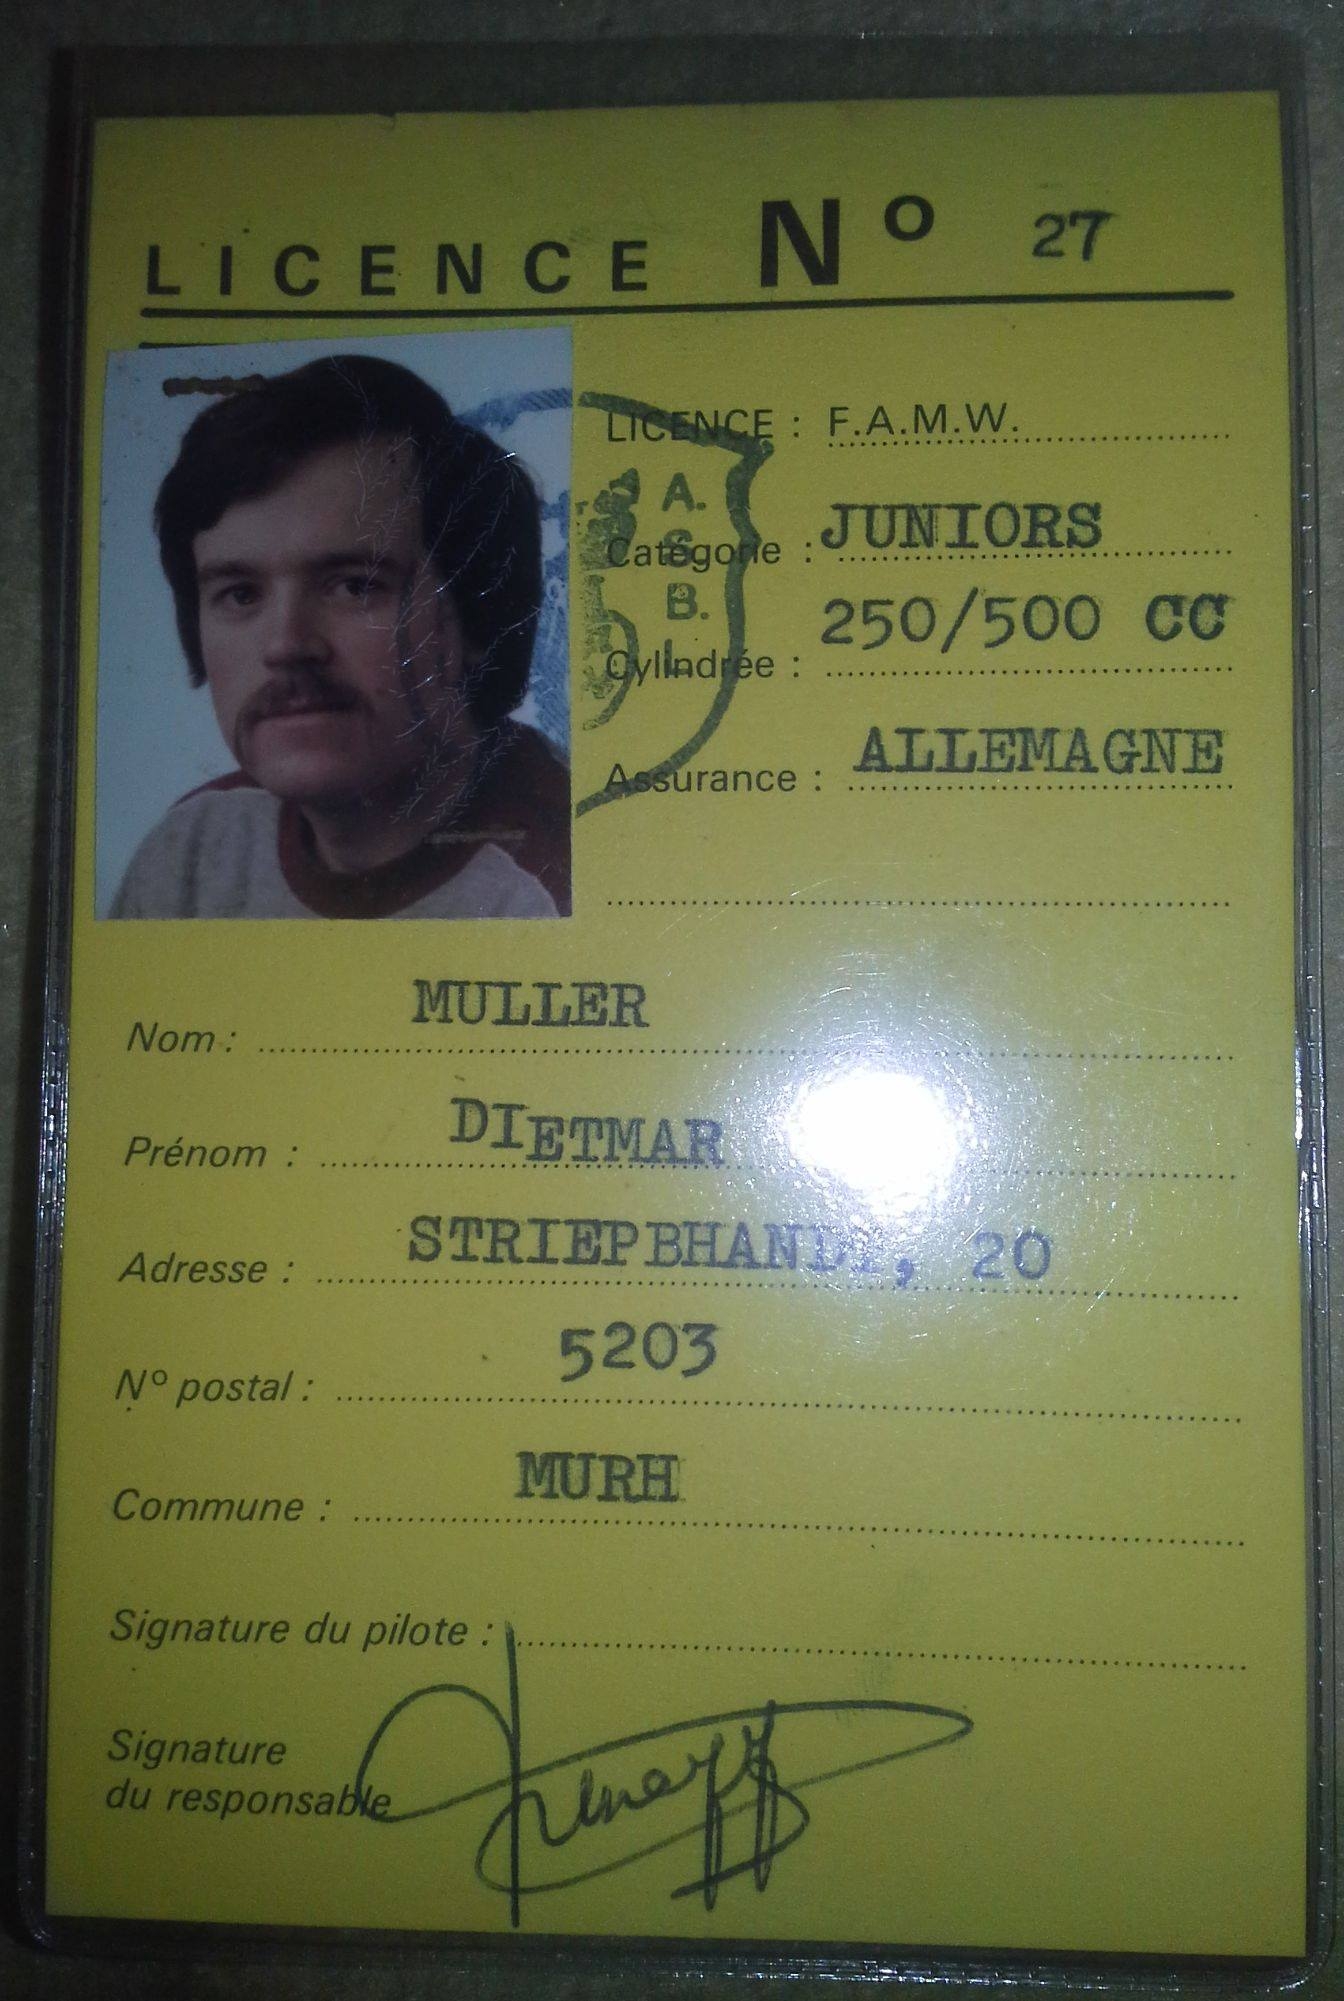 LICENCE N° 27
LICENCE : F.A.M.W.
A.
S.
Catégorie : JUNIORS
B.
250/500 CC
L
Cylindrée :
Assurance : ALLEMAGNE
Nom : MULLER
Prénom : DIETMAR
Adresse : 20
N° postal : 5203
Commune : MURH
Signature du pilote :
Signature
du responsable